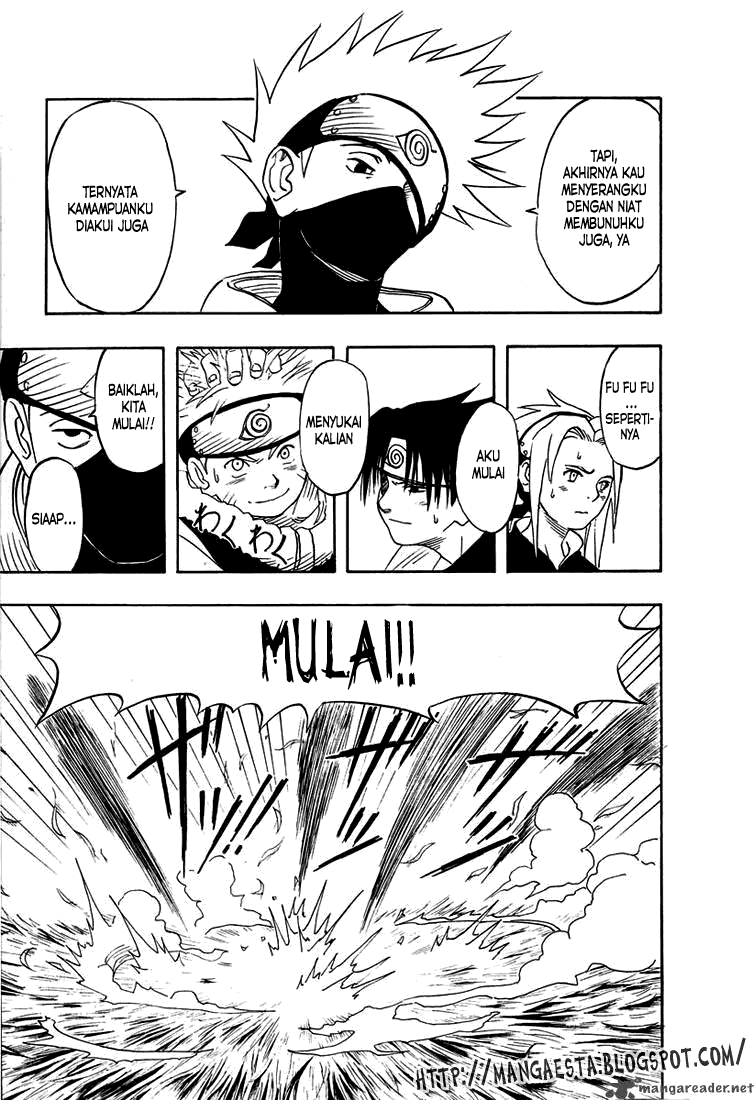 TAPI,
AKHIRNYA KAU
MENYERANGKU
DENGAN NIAT
MEMBUNUHKU
JUGA, YA
TERNYATA
KAMAMPUANKU
DIAKUI JUGA
FU FU FU
...
SEPERTI-
NYA
AKU
MULAI
MENYUKAI
KALIAN
わく
わく
BAIKLAH,
KITA
MULAI!!
SIAAP...
MULAI!!!
ザッ
ザッ
ザッ!!!
HTTP://MANGAESTA.BLOGSPOT.COM/
mangareader.net